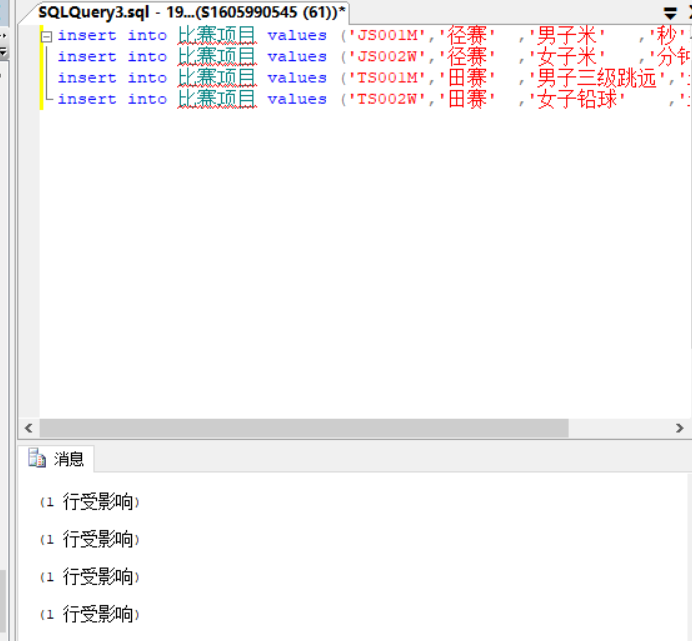 SQLQuery3.sql - 19...(S1605990545 (61))*
insert into 比赛项目 values ('JS001M','径赛' ,'男子米' ,'秒'
insert into 比赛项目 values ('JS002W','径赛' ,'女子米' ,'分钟
insert into 比赛项目 values ('TS001M','田赛' ,'男子三级跳远','
insert into 比赛项目 values ('TS002W','田赛' ,'女子铅球' ,'
消息
(1 行受影响)
(1 行受影响)
(1 行受影响)
(1 行受影响)